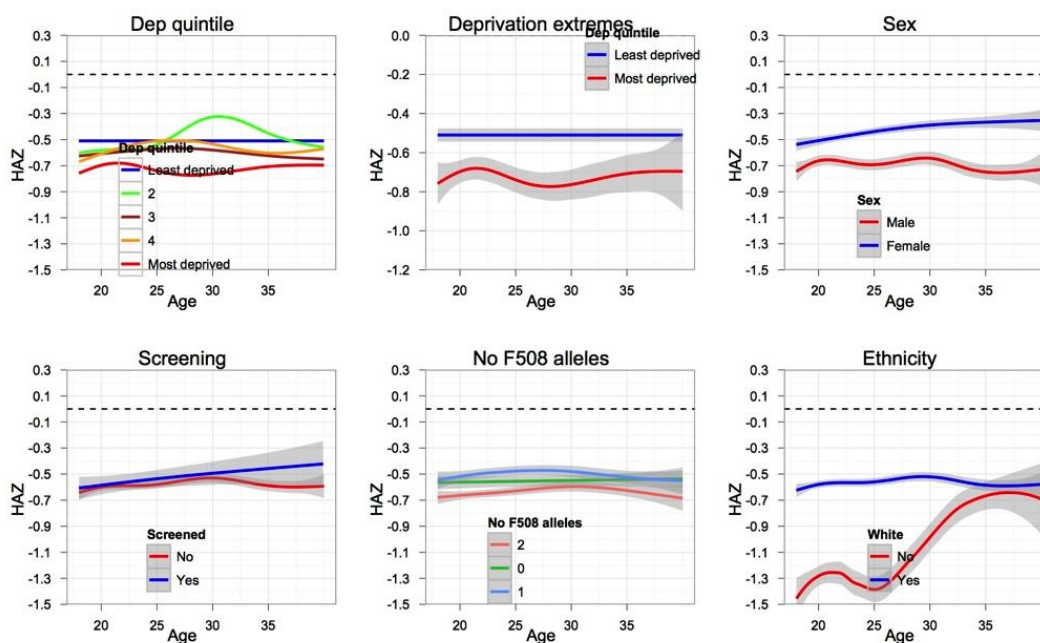 Dep quintile
0.3
0.1
-0.1
-0.3
-0.5
-0.7
-0.9
-1.1
-1.3
-1.5
HAZ
Dep quintile
Least deprived
2
3
4
Most deprived
20 25 30 35
Age
Deprivation extremes
0.0
-0.2
-0.4
-0.6
-0.8
-1.0
-1.2
HAZ
Dep quintile
Least deprived
Most deprived
20 25 30 35
Age
Sex
0.3
0.1
-0.1
-0.3
-0.5
-0.7
-0.9
-1.1
-1.3
-1.5
HAZ
Sex
Male
Female
20 25 30 35
Age
Screening
0.3
0.1
-0.1
-0.3
-0.5
-0.7
-0.9
-1.1
-1.3
-1.5
HAZ
Screened
No
Yes
20 25 30 35
Age
No F508 alleles
0.3
0.1
-0.1
-0.3
-0.5
-0.7
-0.9
-1.1
-1.3
-1.5
HAZ
No F508 alleles
2
0
1
20 25 30 35
Age
Ethnicity
0.3
0.1
-0.1
-0.3
-0.5
-0.7
-0.9
-1.1
-1.3
-1.5
HAZ
White
No
Yes
20 25 30 35
Age